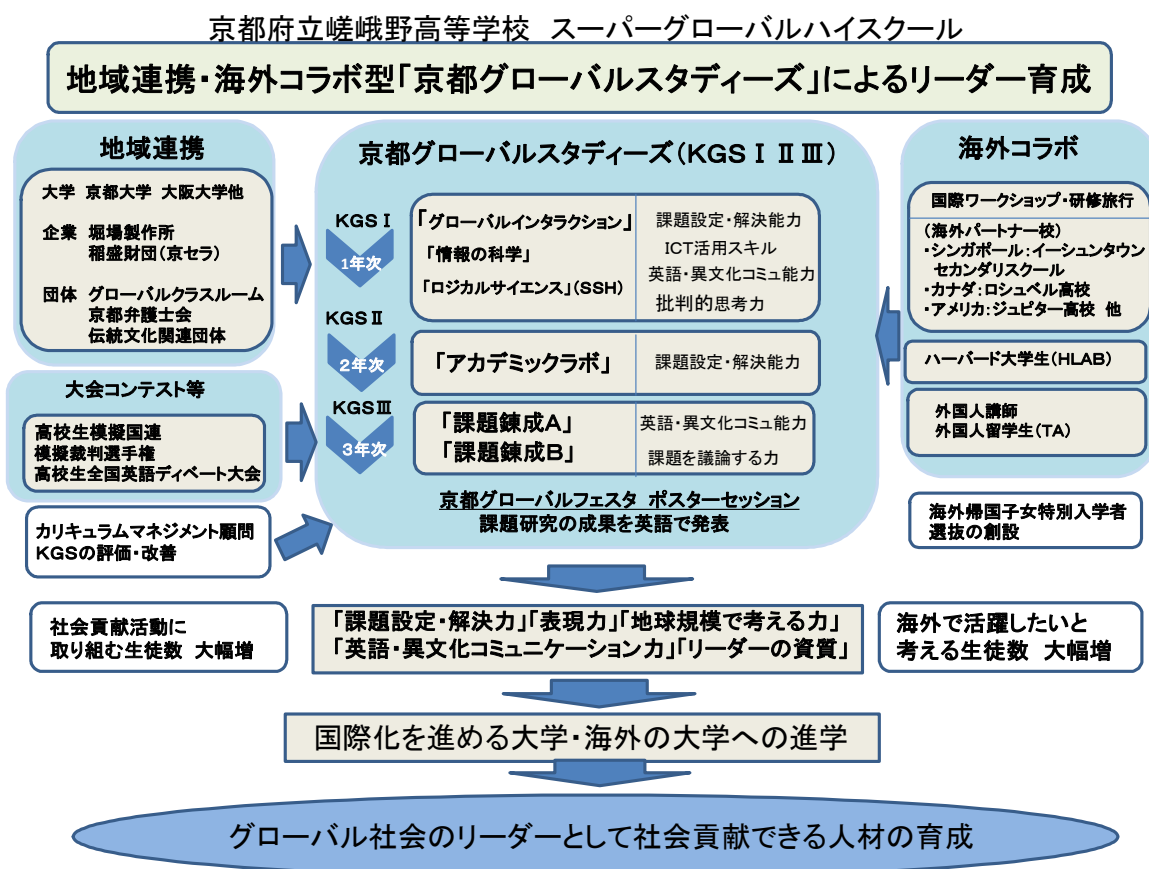 京都府立嵯峨野高等学校　スーパーグローバルハイスクール
地域連携・海外コラボ型「京都グローバルスタディーズ」によるリーダー育成
地域連携
大学 京都大学 大阪大学他
企業 堀場製作所
稲盛財団(京セラ)
団体 グローバルクラスルーム
京都弁護士会
伝統文化関連団体
大会コンテスト等
高校生模擬国連
模擬裁判選手権
高校生全国英語ディベート大会
カリキュラムマネジメント顧問
KGSの評価・改善
京都グローバルスタディーズ(KGSⅠⅡⅢ)
KGSⅠ
1年次
「グローバルインタラクション」
「情報の科学」
「ロジカルサイエンス」(SSH)
課題設定・解決能力
ICT活用スキル
英語・異文化コミュ能力
批判的思考力
KGSⅡ
2年次
「アカデミックラボ」
課題設定・解決能力
KGSⅢ
3年次
「課題錬成A」
「課題錬成B」
英語・異文化コミュ能力
課題を議論する力
京都グローバルフェスタ ポスターセッション
課題研究の成果を英語で発表
海外コラボ
国際ワークショップ・研修旅行
(海外パートナー校)
・シンガポール:イーシュンタウン
セカンダリスクール
・カナダ:ロシュベル高校
・アメリカ:ジュピター高校 他
ハーバード大学生(HLAB)
外国人講師
外国人留学生(TA)
海外帰国子女特別入学者
選抜の創設
社会貢献活動に
取り組む生徒数 大幅増
「課題設定・解決力」「表現力」「地球規模で考える力」
「英語・異文化コミュニケーション力」「リーダーの資質」
海外で活躍したいと
考える生徒数 大幅増
国際化を進める大学・海外の大学への進学
グローバル社会のリーダーとして社会貢献できる人材の育成